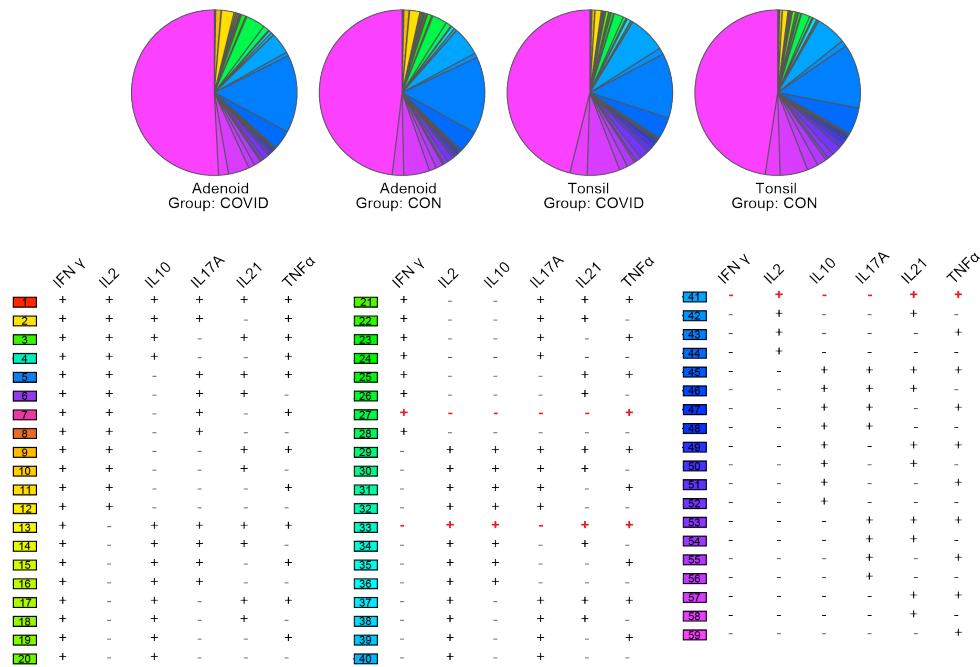 Adenoid
Group: COVID
Adenoid
Group: CON
Tonsil
Group: COVID
Tonsil
Group: CON
IFN γ IL2 IL10 IL17A IL21 TNFα
1 + + + + + +
2 + + + + - +
3 + + + - + +
4 + + + - - +
5 + + - + + +
6 + + - + + -
7 + + - + - +
8 + + - + - -
9 + + - - + +
10 + + - - + -
11 + + - - - +
12 + + - - - -
13 + - + + + +
14 + - + + + -
15 + - + + - +
16 + - + + - -
17 + - + - + +
18 + - + - + -
19 + - + - - +
20 + - + - - -
IFN γ IL2 IL10 IL17A IL21 TNFα
21 + - - + + +
22 + - - + + -
23 + - - + - +
24 + - - + - -
25 + - - - + +
26 + - - - + -
27 + - - - - +
28 + - - - - -
29 - + + + + +
30 - + + + + -
31 - + + + - +
32 - + + + - -
33 - + + - + +
34 - + + - + -
35 - + + - - +
36 - + + - - -
37 - + - + + +
38 - + - + + -
39 - + - + - +
40 - + - + - -
IFN γ IL2 IL10 IL17A IL21 TNFα
41 - + - - + +
42 - + - - + -
43 - + - - - +
44 - + - - - -
45 - - + + + +
46 - - + + + -
47 - - + + - +
48 - - + + - -
49 - - + - + +
50 - - + - + -
51 - - + - - +
52 - - + - - -
53 - - - + + +
54 - - - + + -
55 - - - + - +
56 - - - + - -
57 - - - - + +
58 - - - - + -
59 - - - - - +